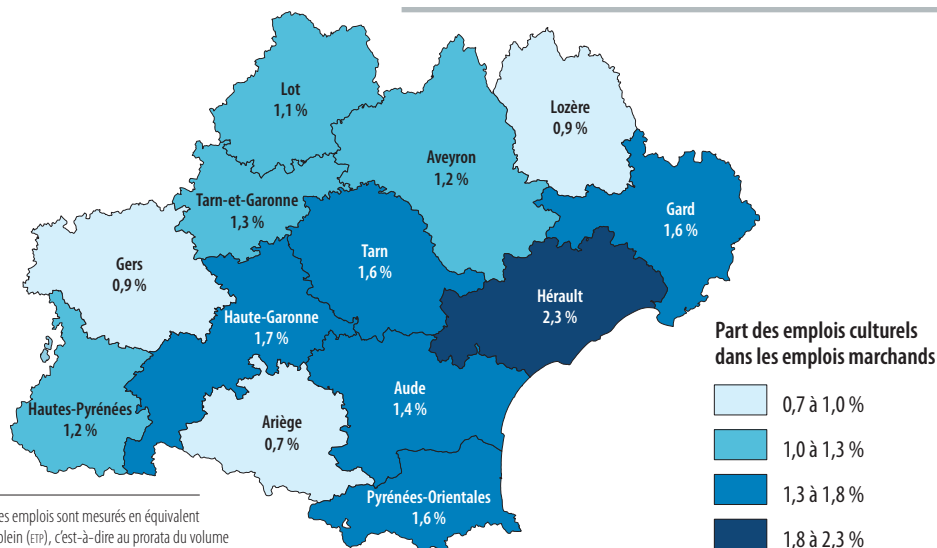 Lot
1,1 %
Lozère
0,9 %
Aveyron
1,2 %
Tarn-et-Garonne
1,3 %
Gard
1,6 %
Tarn
1,6 %
Gers
0,9 %
Hérault
2,3 %
Haute-Garonne
1,7 %
Aude
1,4 %
Hautes-Pyrénées
1,2 %
Ariège
0,7 %
Pyrénées-Orientales
1,6 %
Part des emplois culturels
dans les emplois marchands
0,7 à 1,0 %
1,0 à 1,3 %
1,3 à 1,8 %
1,8 à 2,3 %
es emplois sont mesurés en équivalent
plein (ETP), c'est-à-dire au prorata du volume